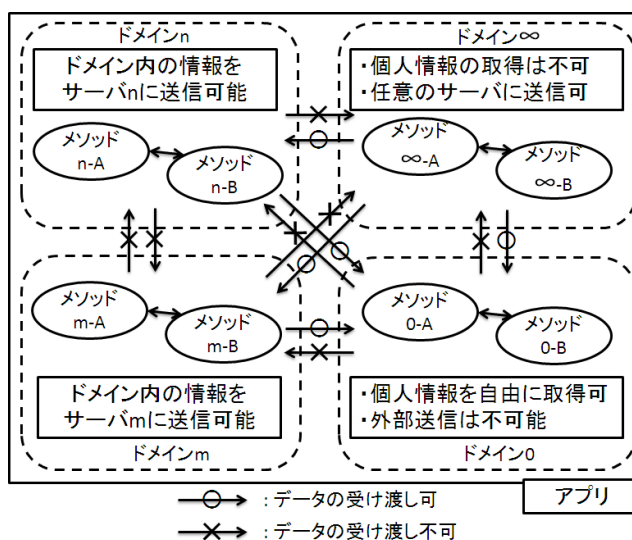 ドメインn
ドメイン内の情報を
サーバnに送信可能
メソッド
n-A
メソッド
n-B
ドメイン∞
・個人情報の取得は不可
・任意のサーバに送信可
メソッド
∞-A
メソッド
∞-B
メソッド
m-A
メソッド
m-B
ドメイン内の情報を
サーバmに送信可能
ドメインm
メソッド
0-A
メソッド
0-B
・個人情報を自由に取得可
・外部送信は不可能
ドメイン0
:データの受け渡し可
:データの受け渡し不可
アプリ